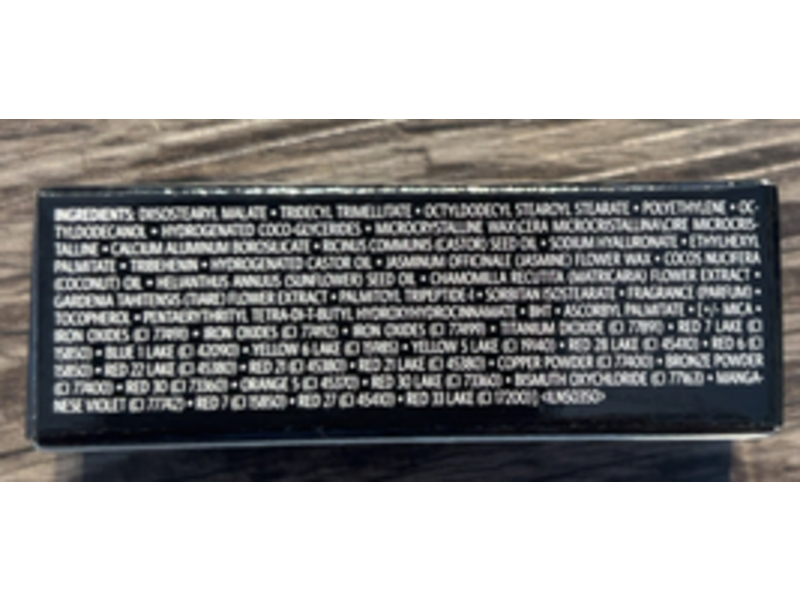 INGREDIENTS: DIISOSTEARYL MALATE • TRIDECYL TRIMELLITATE • OCTYLDODECYL STEAROYL STEARATE • POLYETHYLENE • OC-
TYLDODECANOL • HYDROGENATED COCO-GLYCERIDES • MICROCRYSTALLINE WAX\CERA MICROCRISTALLINA\CIRE MICROCRIS-
TALLINE • CALCIUM ALUMINUM BOROSILICATE • RICINUS COMMUNIS (CASTOR) SEED OIL • SODIUM HYALURONATE • ETHYLHEXYL
PALMITATE • TRIBEHENIN • HYDROGENATED CASTOR OIL • JASMINUM OFFICINALE (JASMINE) FLOWER WAX • COCOS NUCIFERA
(COCONUT) OIL • HELIANTHUS ANNUUS (SUNFLOWER) SEED OIL • CHAMOMILLA RECUTITA (MATRICARIA) FLOWER EXTRACT •
GARDENIA TAHITENSIS (TIARE) FLOWER EXTRACT • PALMITOYL TRIPEPTIDE-1 • SORBITAN ISOSTEARATE • FRAGRANCE (PARFUM) •
TOCOPHEROL • PENTAERYTHRITYL TETRA-DI-T-BUTYL HYDROXYHYDROCINNAMATE • BHT • ASCORBYL PALMITATE • [+/- MICA •
IRON OXIDES (CI 77491) • IRON OXIDES (CI 77492) • IRON OXIDES (CI 77499) • TITANIUM DIOXIDE (CI 77891) • RED 7 LAKE (CI
15850) • BLUE 1 LAKE (CI 42090) • YELLOW 6 LAKE (CI 15985) • YELLOW 5 LAKE (CI 19140) • RED 28 LAKE (CI 45410) • RED 6 (CI
15850) • RED 22 LAKE (CI 45380) • RED 21 (CI 45380) • RED 21 LAKE (CI 45380) • COPPER POWDER (CI 77400) • BRONZE POWDER
(CI 77400) • RED 30 (CI 73360) • ORANGE 5 (CI 45370) • RED 30 LAKE (CI 73360) • BISMUTH OXYCHLORIDE (CI 77163) • MANGA-
NESE VIOLET (CI 77742) • RED 7 (CI 15850) • RED 27 (CI 45410) • RED 33 LAKE (CI 17200)] <ILN50350>